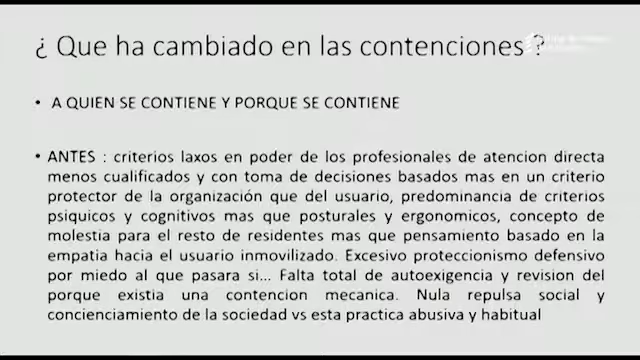 ¿ Que ha cambiado en las contenciones ?
• A QUIEN SE CONTIENE Y PORQUE SE CONTIENE
• ANTES : criterios laxos en poder de los profesionales de atencion directa
menos cualificados y con toma de decisiones basados mas en un criterio
protector de la organización que del usuario, predominancia de criterios
psiquicos y cognitivos mas que posturales y ergonomicos, concepto de
molestia para el resto de residentes mas que pensamiento basado en la
empatia hacia el usuario inmovilizado. Excesivo proteccionismo defensivo
por miedo al que pasara si... Falta total de autoexigencia y revision del
porque existia una contencion mecanica. Nula repulsa social y
concienciamiento de la sociedad vs esta practica abusiva y habitual